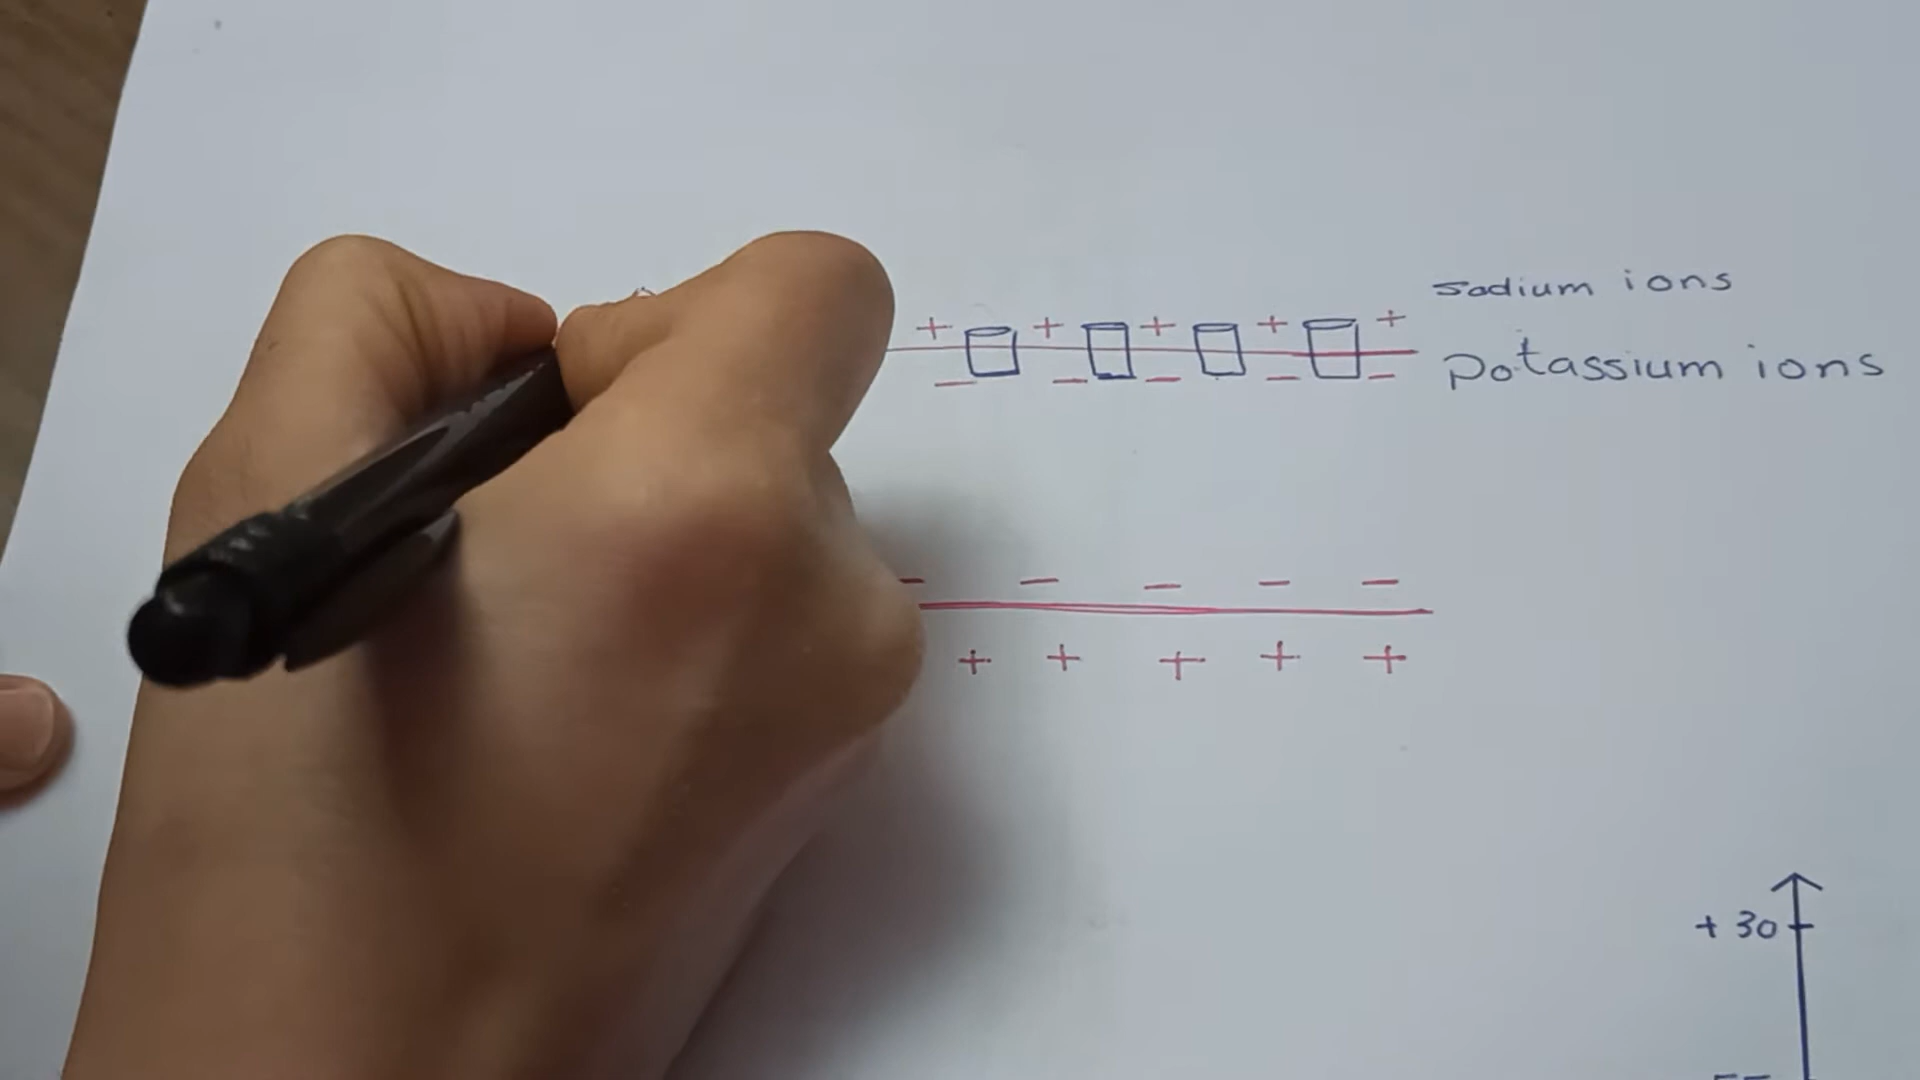 sodium ions
+ + + + +
potassium ions
— — — — —
— — — — —
+ + + + +
+ 30